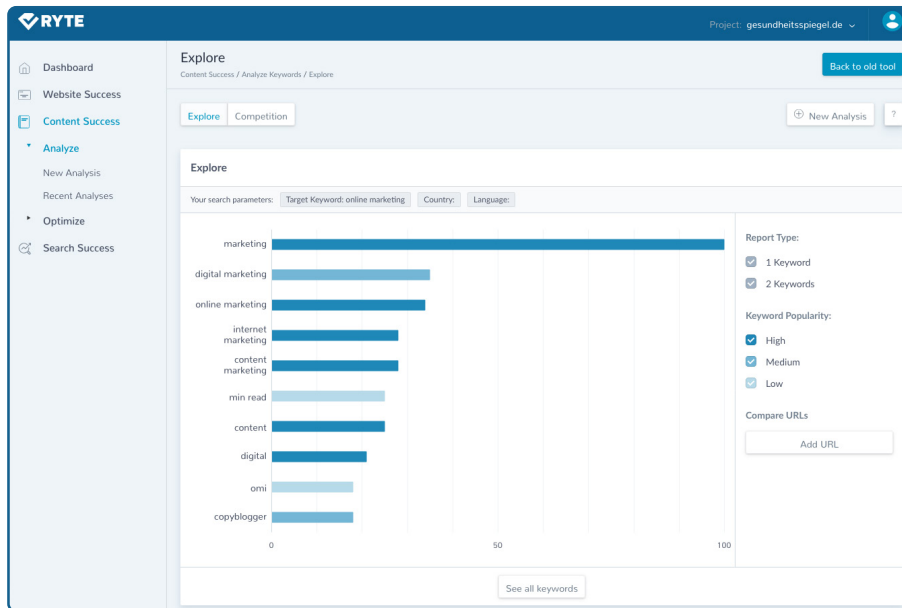 RYTE
Project: gesundheitsspiegel.de
Dashboard
Website Success
Content Success
Analyze
New Analysis
Recent Analyses
Optimize
Search Success
Explore
Content Success / Analyze Keywords / Explore
Back to old tool
Explore
Competition
New Analysis
?
Explore
Your search parameters: Target Keyword: online marketing Country: Language:
marketing
digital marketing
online marketing
internet
marketing
content
marketing
min read
content
digital
omi
copyblogger
0 50 100
Report Type:
1 Keyword
2 Keywords
Keyword Popularity:
High
Medium
Low
Compare URLs
Add URL
See all keywords